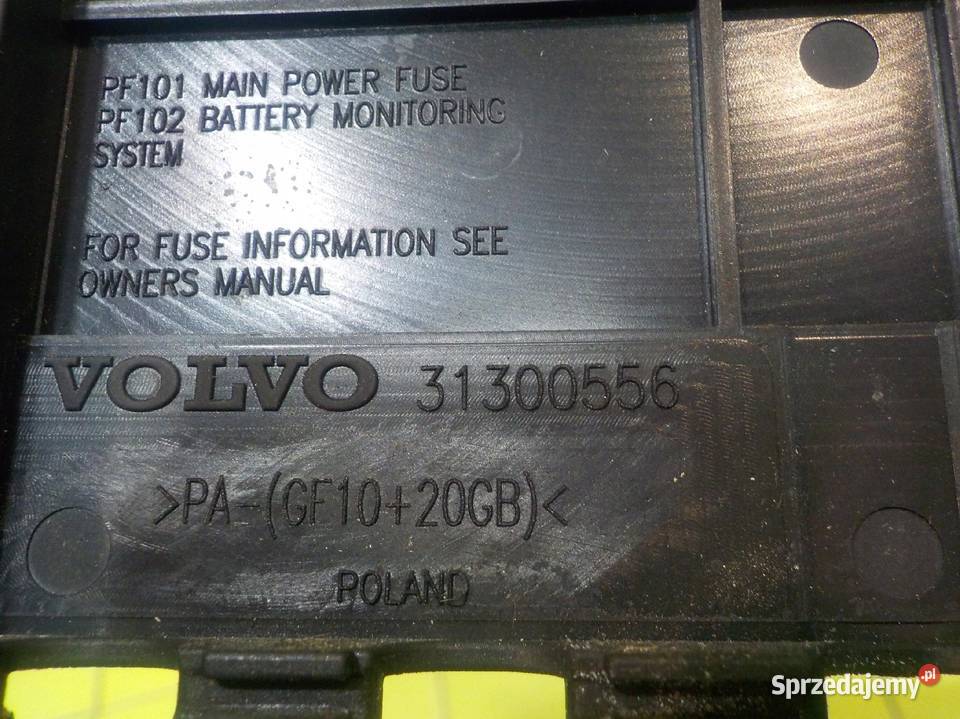 PF101 MAIN POWER FUSE
PF102 BATTERY MONITORING
SYSTEM
FOR FUSE INFORMATION SEE
OWNERS MANUAL
VOLVO 31300556
>PA-(GF10+20GB)<
POLAND
Sprzedajemy.pl